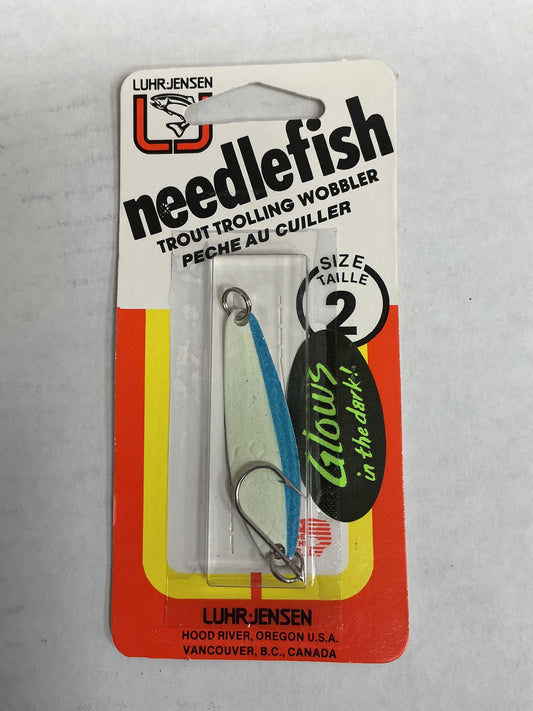 LUHR-JENSEN
LJ
needlefish
TROUT TROLLING WOBBLER
PECHE AU CUILLER
SIZE
TAILLE
2
Glows
in the dark!
LUHR-JENSEN
HOOD RIVER, OREGON U.S.A.
VANCOUVER, B.C., CANADA